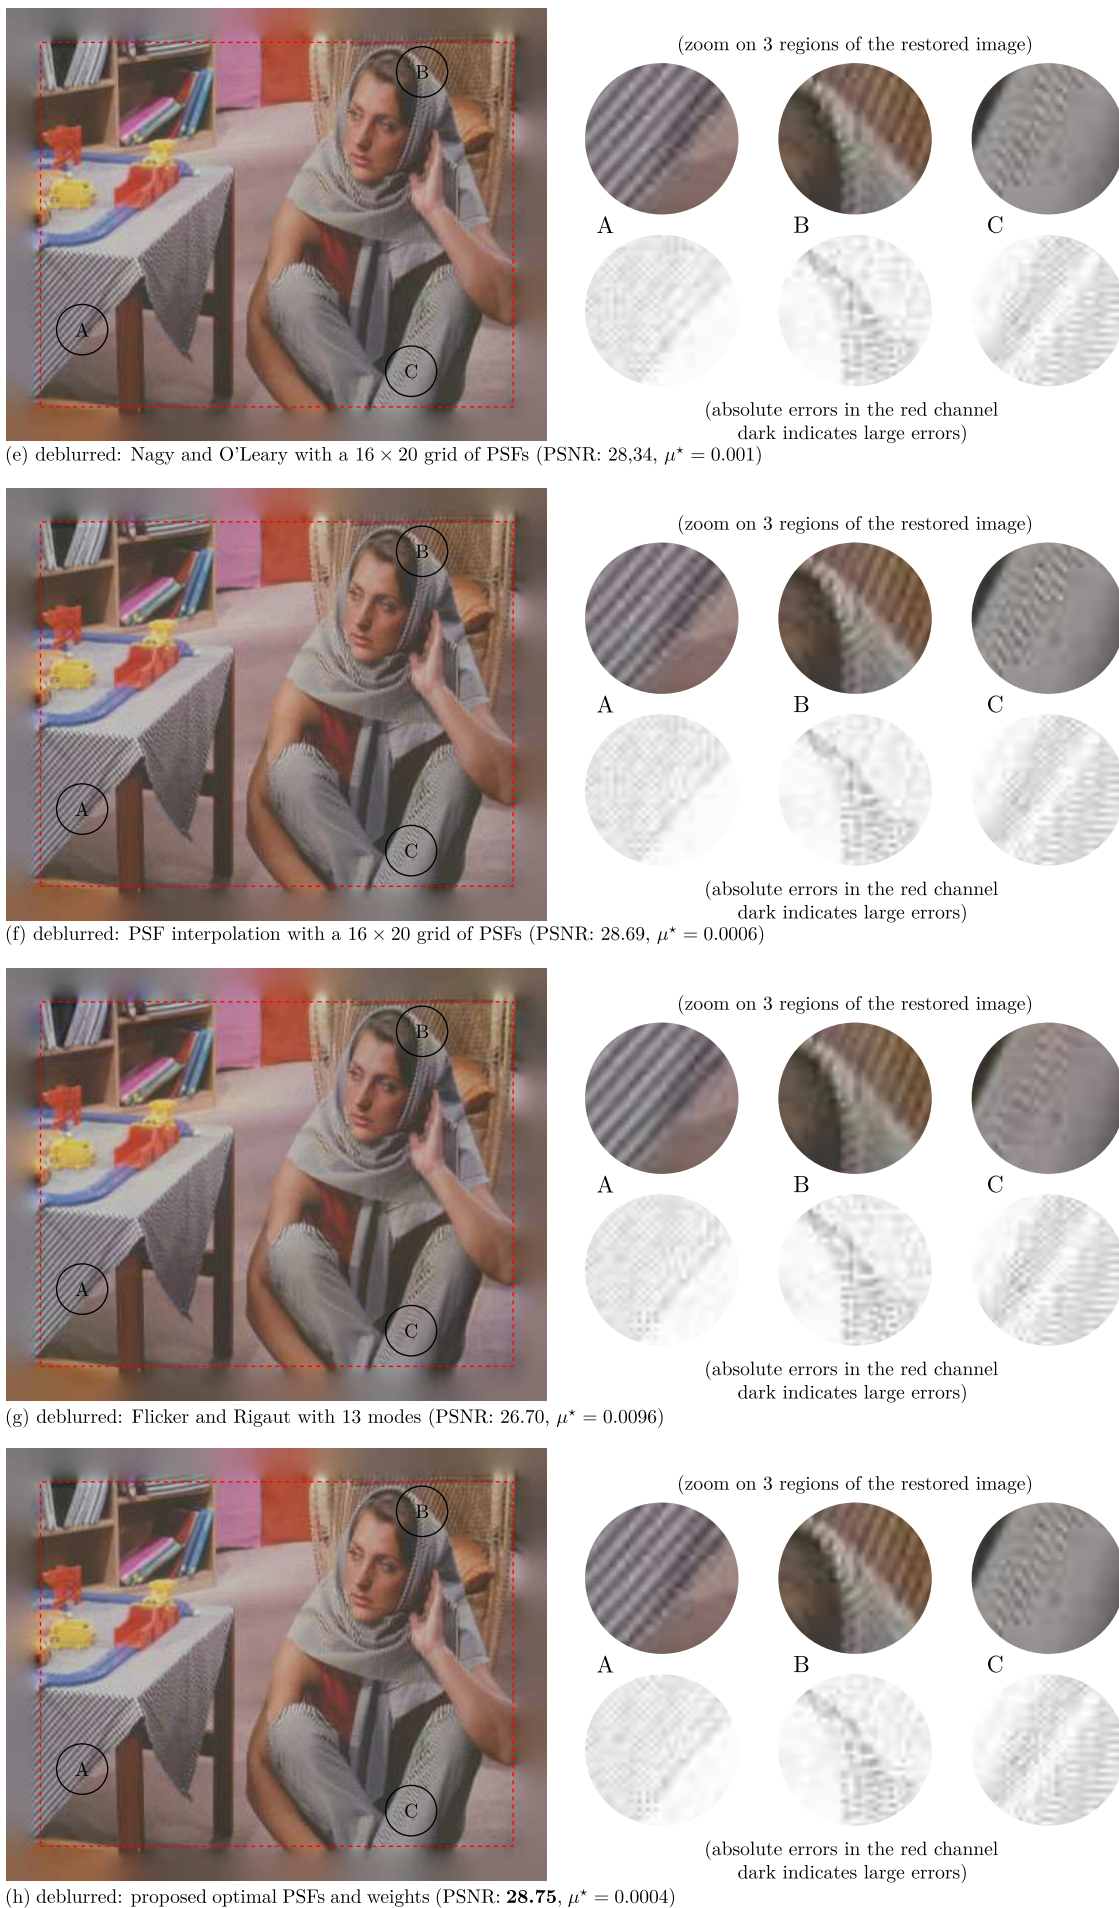 (zoom on 3 regions of the restored image)
B
A
C
A
B
C
(absolute errors in the red channel
dark indicates large errors)
(e) deblurred: Nagy and O'Leary with a 16 × 20 grid of PSFs (PSNR: 28,34, μ⋆ = 0.001)
(zoom on 3 regions of the restored image)
B
A
C
A
B
C
(absolute errors in the red channel
dark indicates large errors)
(f) deblurred: PSF interpolation with a 16 × 20 grid of PSFs (PSNR: 28.69, μ⋆ = 0.0006)
(zoom on 3 regions of the restored image)
B
A
C
A
B
C
(absolute errors in the red channel
dark indicates large errors)
(g) deblurred: Flicker and Rigaut with 13 modes (PSNR: 26.70, μ⋆ = 0.0096)
(zoom on 3 regions of the restored image)
B
A
C
A
B
C
(absolute errors in the red channel
dark indicates large errors)
(h) deblurred: proposed optimal PSFs and weights (PSNR: 28.75, μ⋆ = 0.0004)